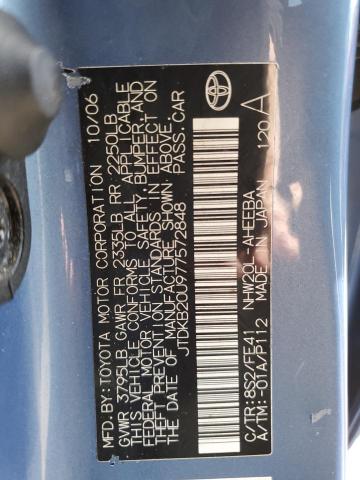 MFD.BY:TOYOTA MOTOR CORPORATION 10/06
GVWR 3795LB GAWR FR 2335LB RR 2250LB
THIS VEHICLE CONFORMS TO ALL APPLICABLE
FEDERAL MOTOR VEHICLE SAFETY, BUMPER, AND
THEFT PREVENTION STANDARDS IN EFFECT ON
THE DATE OF MANUFACTURE SHOWN ABOVE.
JTDKB20U977572848 PASS.CAR
C/TR:8S2/FE41 NHW20L-AHEEBA
A/TM:-01A/P112 MADE IN JAPAN 120A
TOYOTA